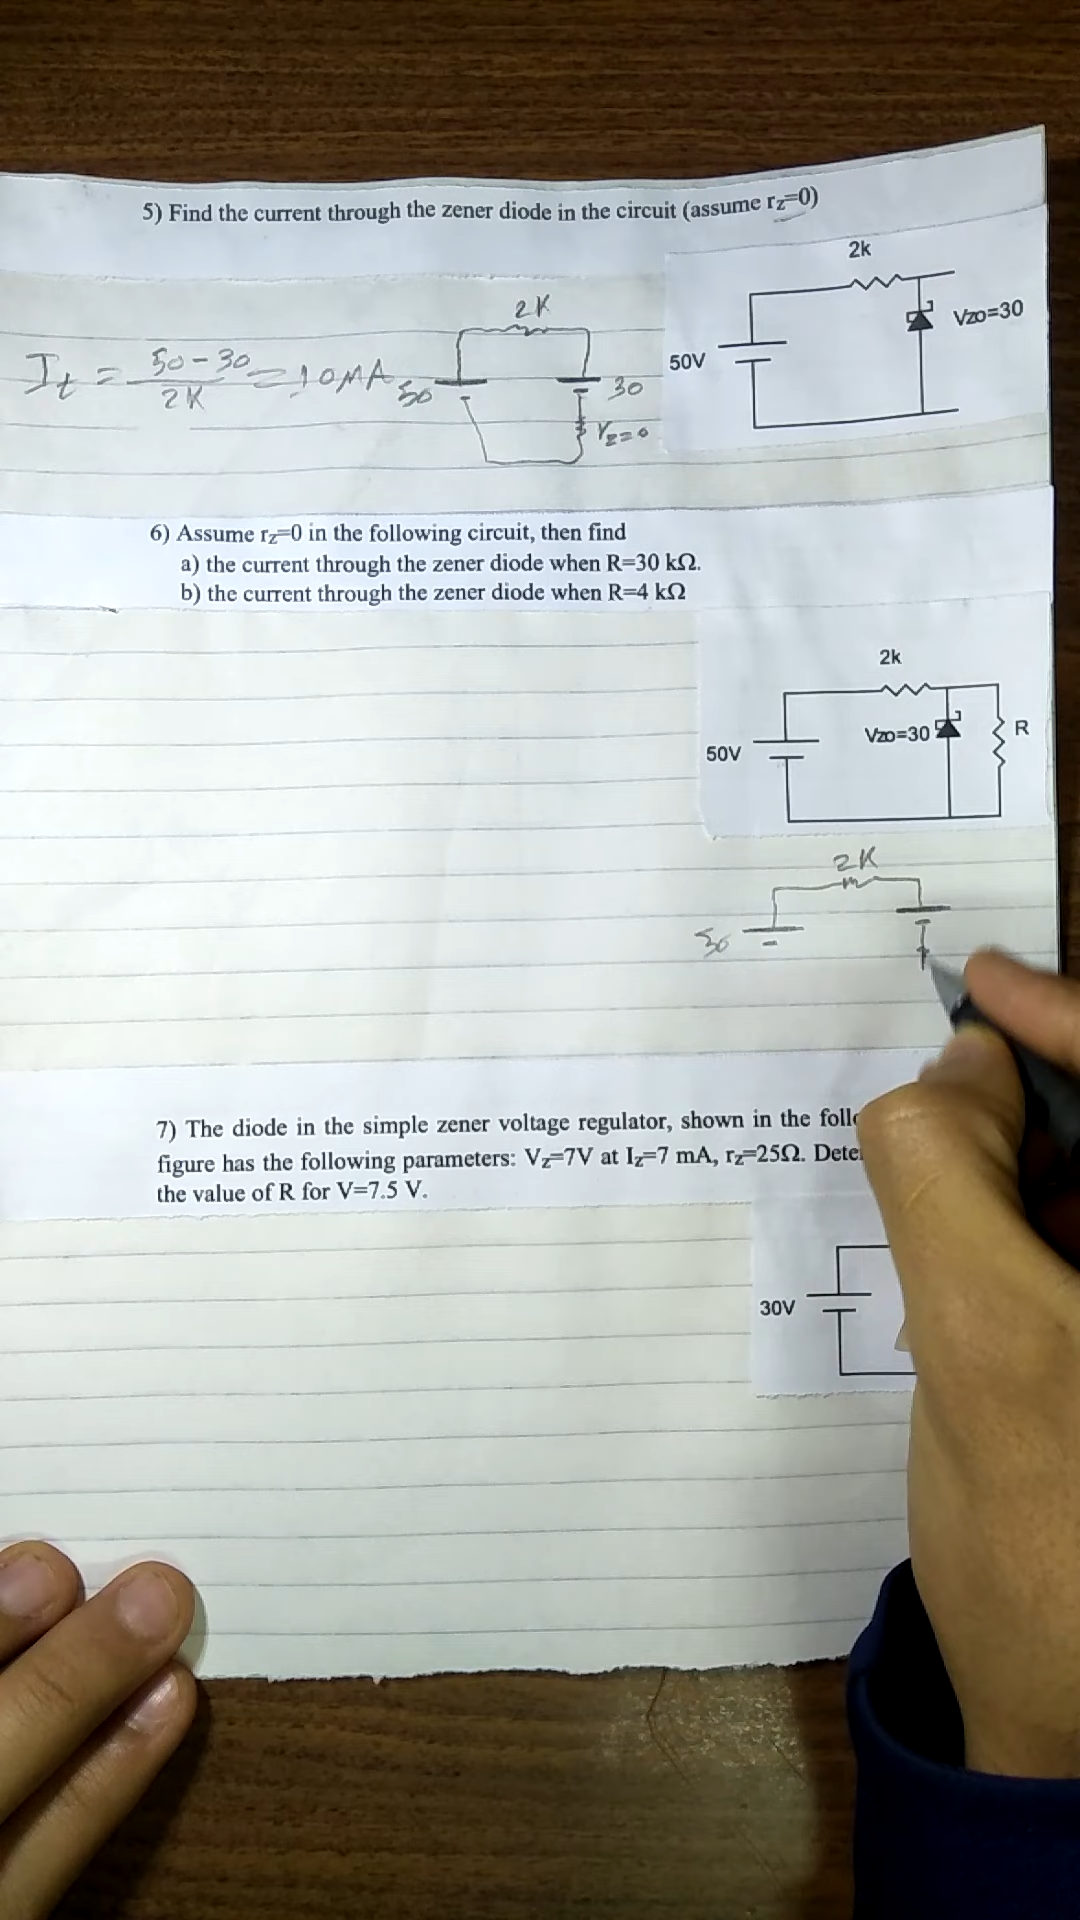 5) Find the current through the zener diode in the circuit (assume rz=0)
2k
Vzo=30
50V
2K
It = 50-30 / 2K = 10MA
50
30
rz=0
6) Assume rz=0 in the following circuit, then find
a) the current through the zener diode when R=30 kΩ.
b) the current through the zener diode when R=4 kΩ
2k
Vzo=30
R
50V
2K
50
7) The diode in the simple zener voltage regulator, shown in the
figure has the following parameters: Vz=7V at Iz=7 mA, rz=25Ω.
the value of R for V=7.5 V.
30V